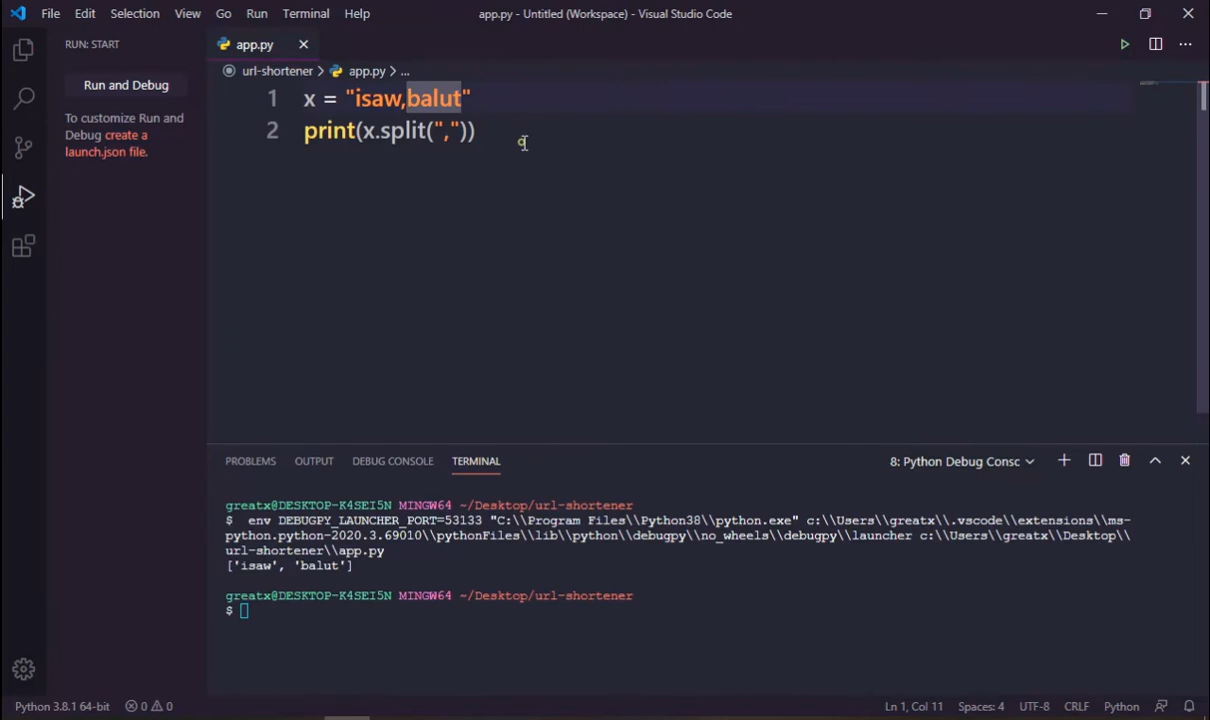 File Edit Selection View Go Run Terminal Help
app.py - Untitled (Workspace) - Visual Studio Code
RUN: START
app.py
Run and Debug
To customize Run and
Debug create a
launch.json file.
url-shortener > app.py > ...
1 x = "isaw,balut"
2 print(x.split(","))
PROBLEMS OUTPUT DEBUG CONSOLE TERMINAL
8: Python Debug Consc
greatx@DESKTOP-K4SEI5N MINGW64 ~/Desktop/url-shortener
$ env DEBUGPY_LAUNCHER_PORT=53133 "C:\\Program Files\\Python38\\python.exe" c:\\Users\\greatx\\.vscode\\extensions\\ms-
python.python-2020.3.69010\\pythonFiles\\lib\\python\\debugpy\\no_wheels\\debugpy\\launcher c:\\Users\\greatx\\Desktop\\
url-shortener\\app.py
['isaw', 'balut']
greatx@DESKTOP-K4SEI5N MINGW64 ~/Desktop/url-shortener
$
Python 3.8.1 64-bit 0 0
Ln 1, Col 11 Spaces: 4 UTF-8 CRLF Python